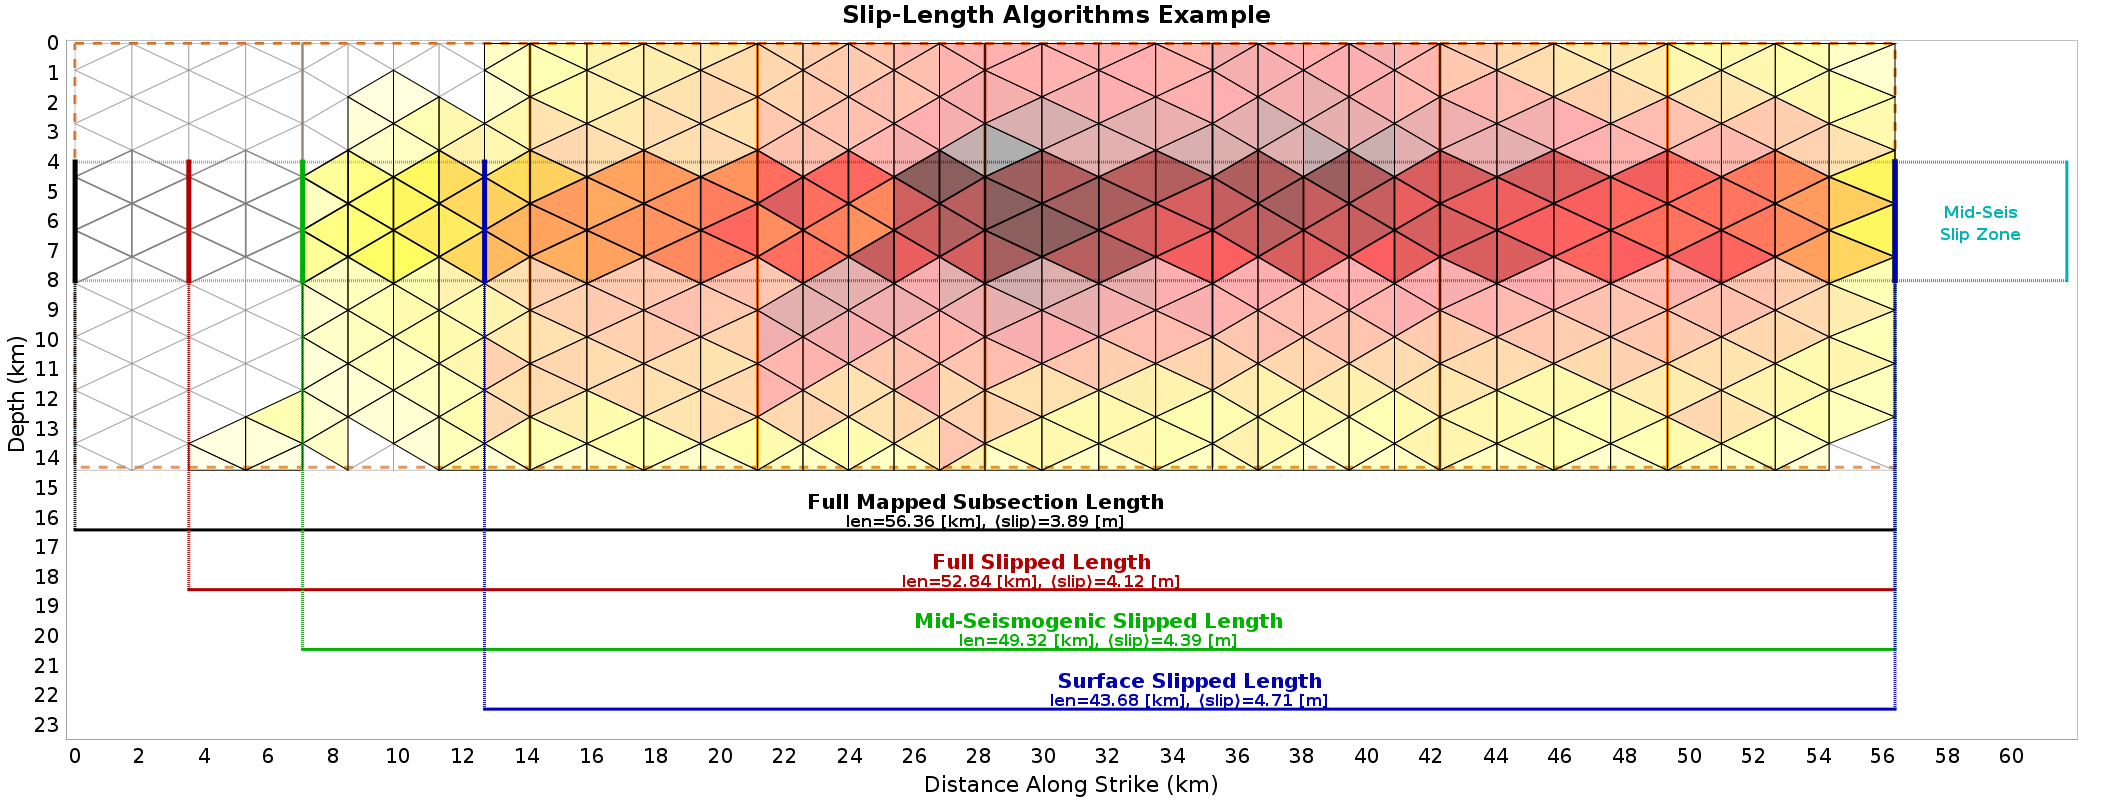 Slip-Length Algorithms Example
0
1
2
3
4
5
6
7
8
9
10
11
12
13
14
15
16
17
18
19
20
21
22
23
Depth (km)
Mid-Seis
Slip Zone
Full Mapped Subsection Length
len=56.36 [km], ⟨slip⟩=3.89 [m]
Full Slipped Length
len=52.84 [km], ⟨slip⟩=4.12 [m]
Mid-Seismogenic Slipped Length
len=49.32 [km], ⟨slip⟩=4.39 [m]
Surface Slipped Length
len=43.68 [km], ⟨slip⟩=4.71 [m]
0 2 4 6 8 10 12 14 16 18 20 22 24 26 28 30 32 34 36 38 40 42 44 46 48 50 52 54 56 58 60
Distance Along Strike (km)